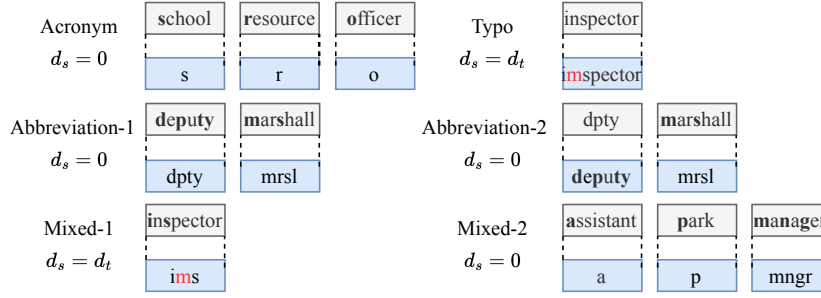 Acronym
d_s = 0
school resource officer
s r o
Typo
d_s = d_t
inspector
imspector
Abbreviation-1
d_s = 0
deputy marshall
dpty mrsl
Abbreviation-2
d_s = 0
dpty marshall
deputy mrsl
Mixed-1
d_s = d_t
inspector
ims
Mixed-2
d_s = 0
assistant park manager
a p mngr